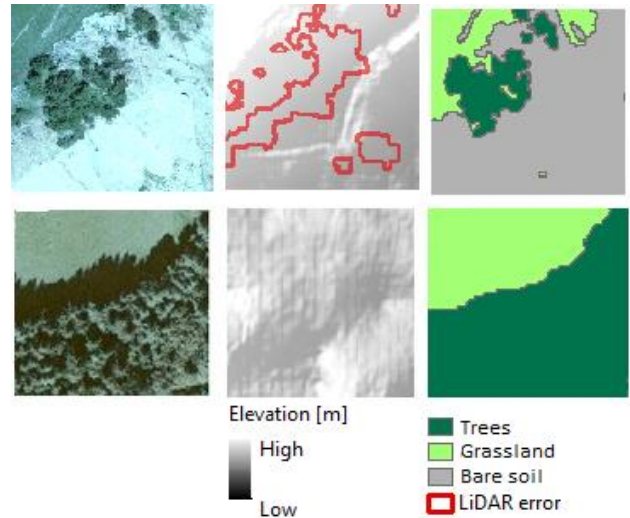 Elevation [m]
High
Low
Trees
Grassland
Bare soil
LiDAR error